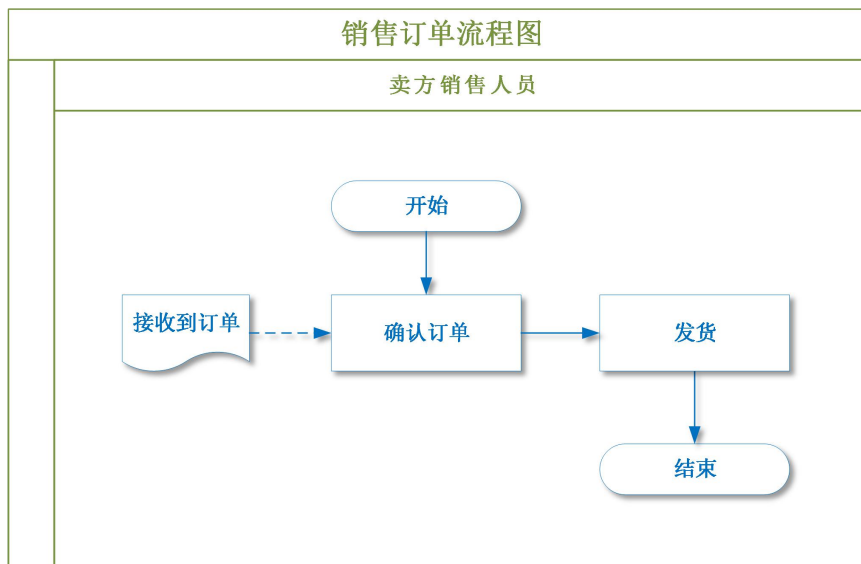 销售订单流程图
卖方销售人员
开始
接收到订单
确认订单
发货
结束